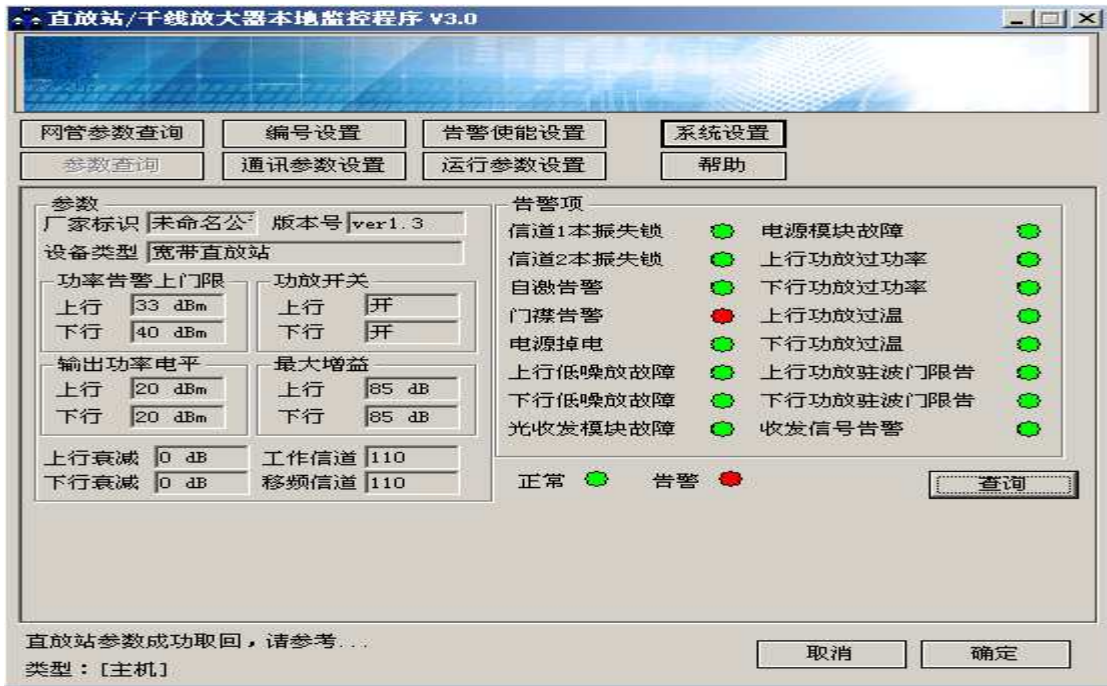 直放站/干线放大器本地监控程序 V3.0
网管参数查询 编号设置 告警使能设置 系统设置
参数查询 通讯参数设置 运行参数设置 帮助
参数
厂家标识 未命名公 版本号 ver1.3
设备类型 宽带直放站
功率告警上门限 功放开关
上行 33 dBm 上行 开
下行 40 dBm 下行 开
输出功率电平 最大增益
上行 20 dBm 上行 85 dB
下行 20 dBm 下行 85 dB
上行衰减 0 dB 工作信道 110
下行衰减 0 dB 移频信道 110
告警项
信道1本振失锁 电源模块故障
信道2本振失锁 上行功放过功率
自激告警 下行功放过功率
门襟告警 上行功放过温
电源掉电 下行功放过温
上行低噪放故障 上行功放驻波门限告
下行低噪放故障 下行功放驻波门限告
光收发模块故障 收发信号告警
正常 告警 查询
直放站参数成功取回，请参考...
类型：[主机]
取消 确定